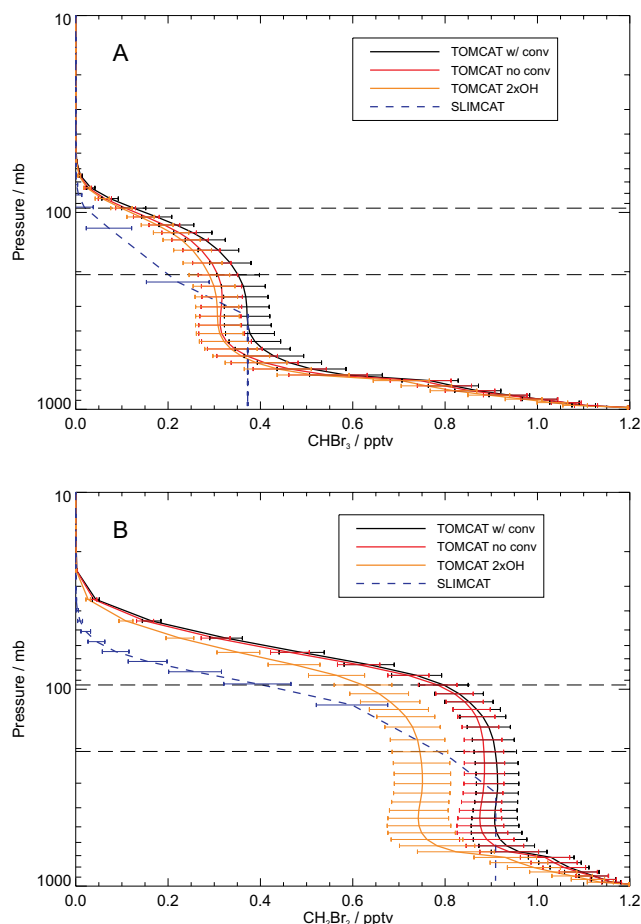 10
A
TOMCAT w/ conv
TOMCAT no conv
TOMCAT 2xOH
SLIMCAT
Pressure / mb
100
1000
0.0 0.2 0.4 0.6 0.8 1.0 1.2
CHBr3 / pptv
10
B
TOMCAT w/ conv
TOMCAT no conv
TOMCAT 2xOH
SLIMCAT
Pressure / mb
100
1000
0.0 0.2 0.4 0.6 0.8 1.0 1.2
CH2Br2 / pptv